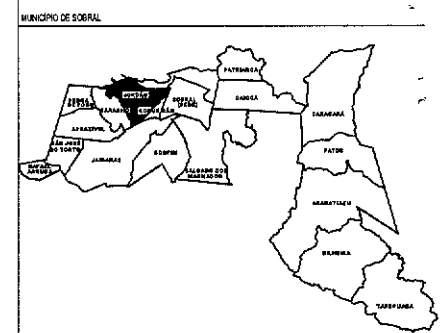 MUNICÍPIO DE SOBRAL
PATRIARCA
JORDÃO
SOBRAL
(SEDE)
CAIOCA
CARACARÁ
APRAZÍVEL
SÃO JOSÉ
DO TORTO
PATOS
RAFAEL
ARRUDA
JAIBARAS
BONFIM
SALGADO DOS
MACHADOS
ARACATIAÇU
BILHEIRA
TAPERUABA